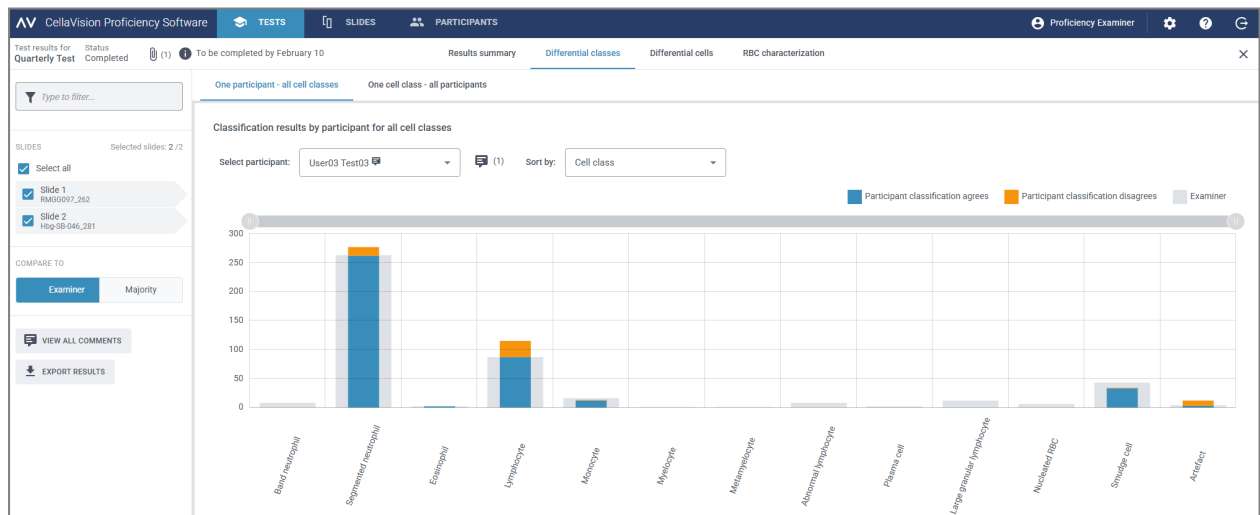 CellaVision Proficiency Software
TESTS
SLIDES
PARTICIPANTS
Proficiency Examiner
Test results for
Quarterly Test
Status
Completed
(1)
To be completed by February 10
Results summary
Differential classes
Differential cells
RBC characterization
One participant - all cell classes
One cell class - all participants
Type to filter...
SLIDES
Selected slides: 2 /2
Select all
Slide 1
RMGG097_262
Slide 2
Hbg-SB-046_281
COMPARE TO
Examiner
Majority
VIEW ALL COMMENTS
EXPORT RESULTS
Classification results by participant for all cell classes
Select participant:
User03 Test03
(1)
Sort by:
Cell class
Participant classification agrees
Participant classification disagrees
Examiner
300
250
200
150
100
50
0
Band neutrophil
Segmented neutrophil
Eosinophil
Lymphocyte
Monocyte
Myelocyte
Metamyelocyte
Abnormal lymphocyte
Plasma cell
Large granular lymphocyte
Nucleated RBC
Smudge cell
Artefact